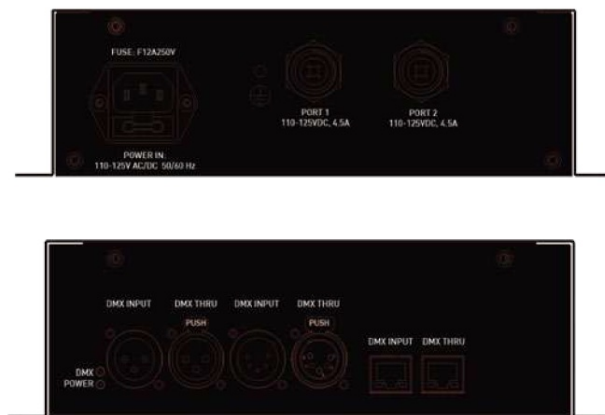 FUSE: F12A250V
PORT 1
110-125VDC, 4.5A
PORT 2
110-125VDC, 4.5A
POWER IN:
110-125V AC/DC 50/60 Hz
DMX INPUT
DMX THRU
DMX INPUT
DMX THRU
PUSH
PUSH
DMX INPUT
DMX THRU
DMX
POWER